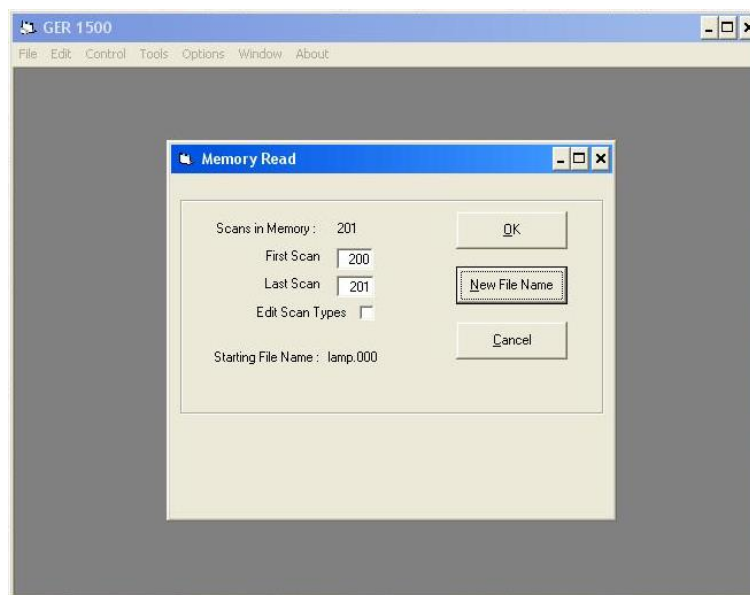 GER 1500
File Edit Control Tools Options Window About
Memory Read
Scans in Memory : 201
OK
First Scan 200
Last Scan 201
New File Name
Edit Scan Types
Cancel
Starting File Name : lamp.000